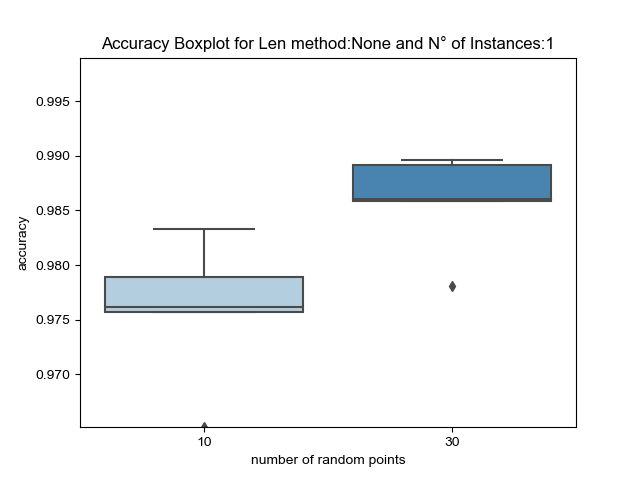 Accuracy Boxplot for Len method:None and N° of Instances:1
0.995
0.990
0.985
0.980
0.975
0.970
accuracy
10 30
number of random points